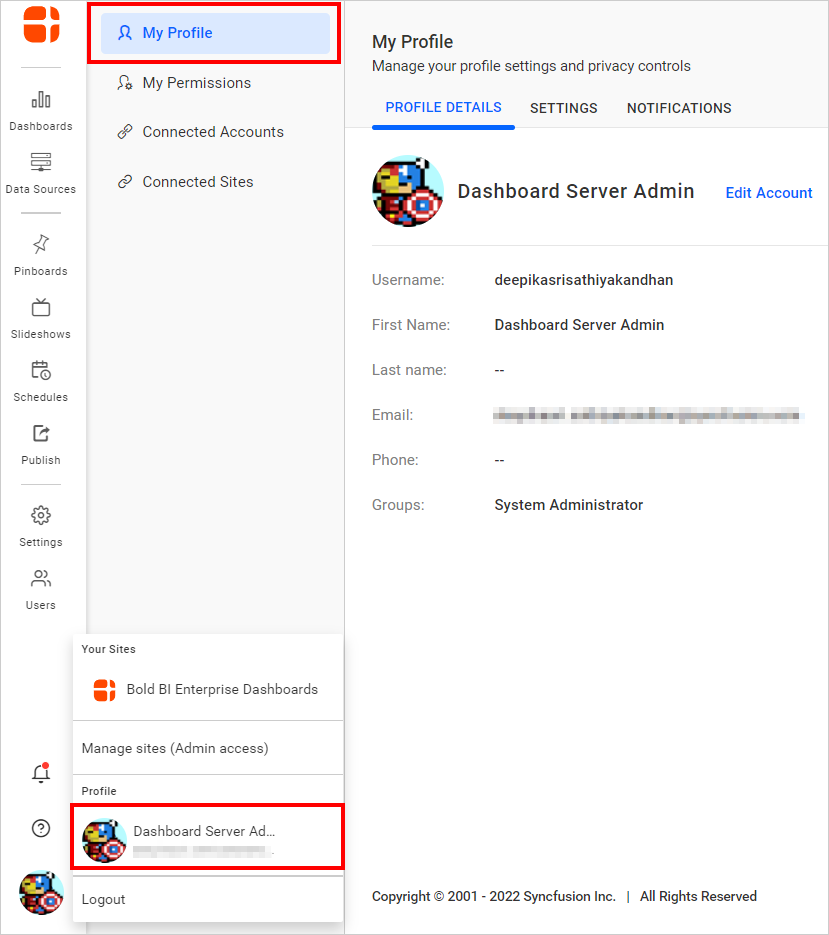 Dashboards
Data Sources
Pinboards
Slideshows
Schedules
Publish
Settings
Users
My Profile
My Permissions
Connected Accounts
Connected Sites
Your Sites
Bold BI Enterprise Dashboards
Manage sites (Admin access)
Profile
Dashboard Server Ad...
Logout
My Profile
Manage your profile settings and privacy controls
PROFILE DETAILS SETTINGS NOTIFICATIONS
Dashboard Server Admin Edit Account
Username: deepikasrisathiyakandhan
First Name: Dashboard Server Admin
Last name: --
Email:
Phone: --
Groups: System Administrator
Copyright © 2001 - 2022 Syncfusion Inc. | All Rights Reserved